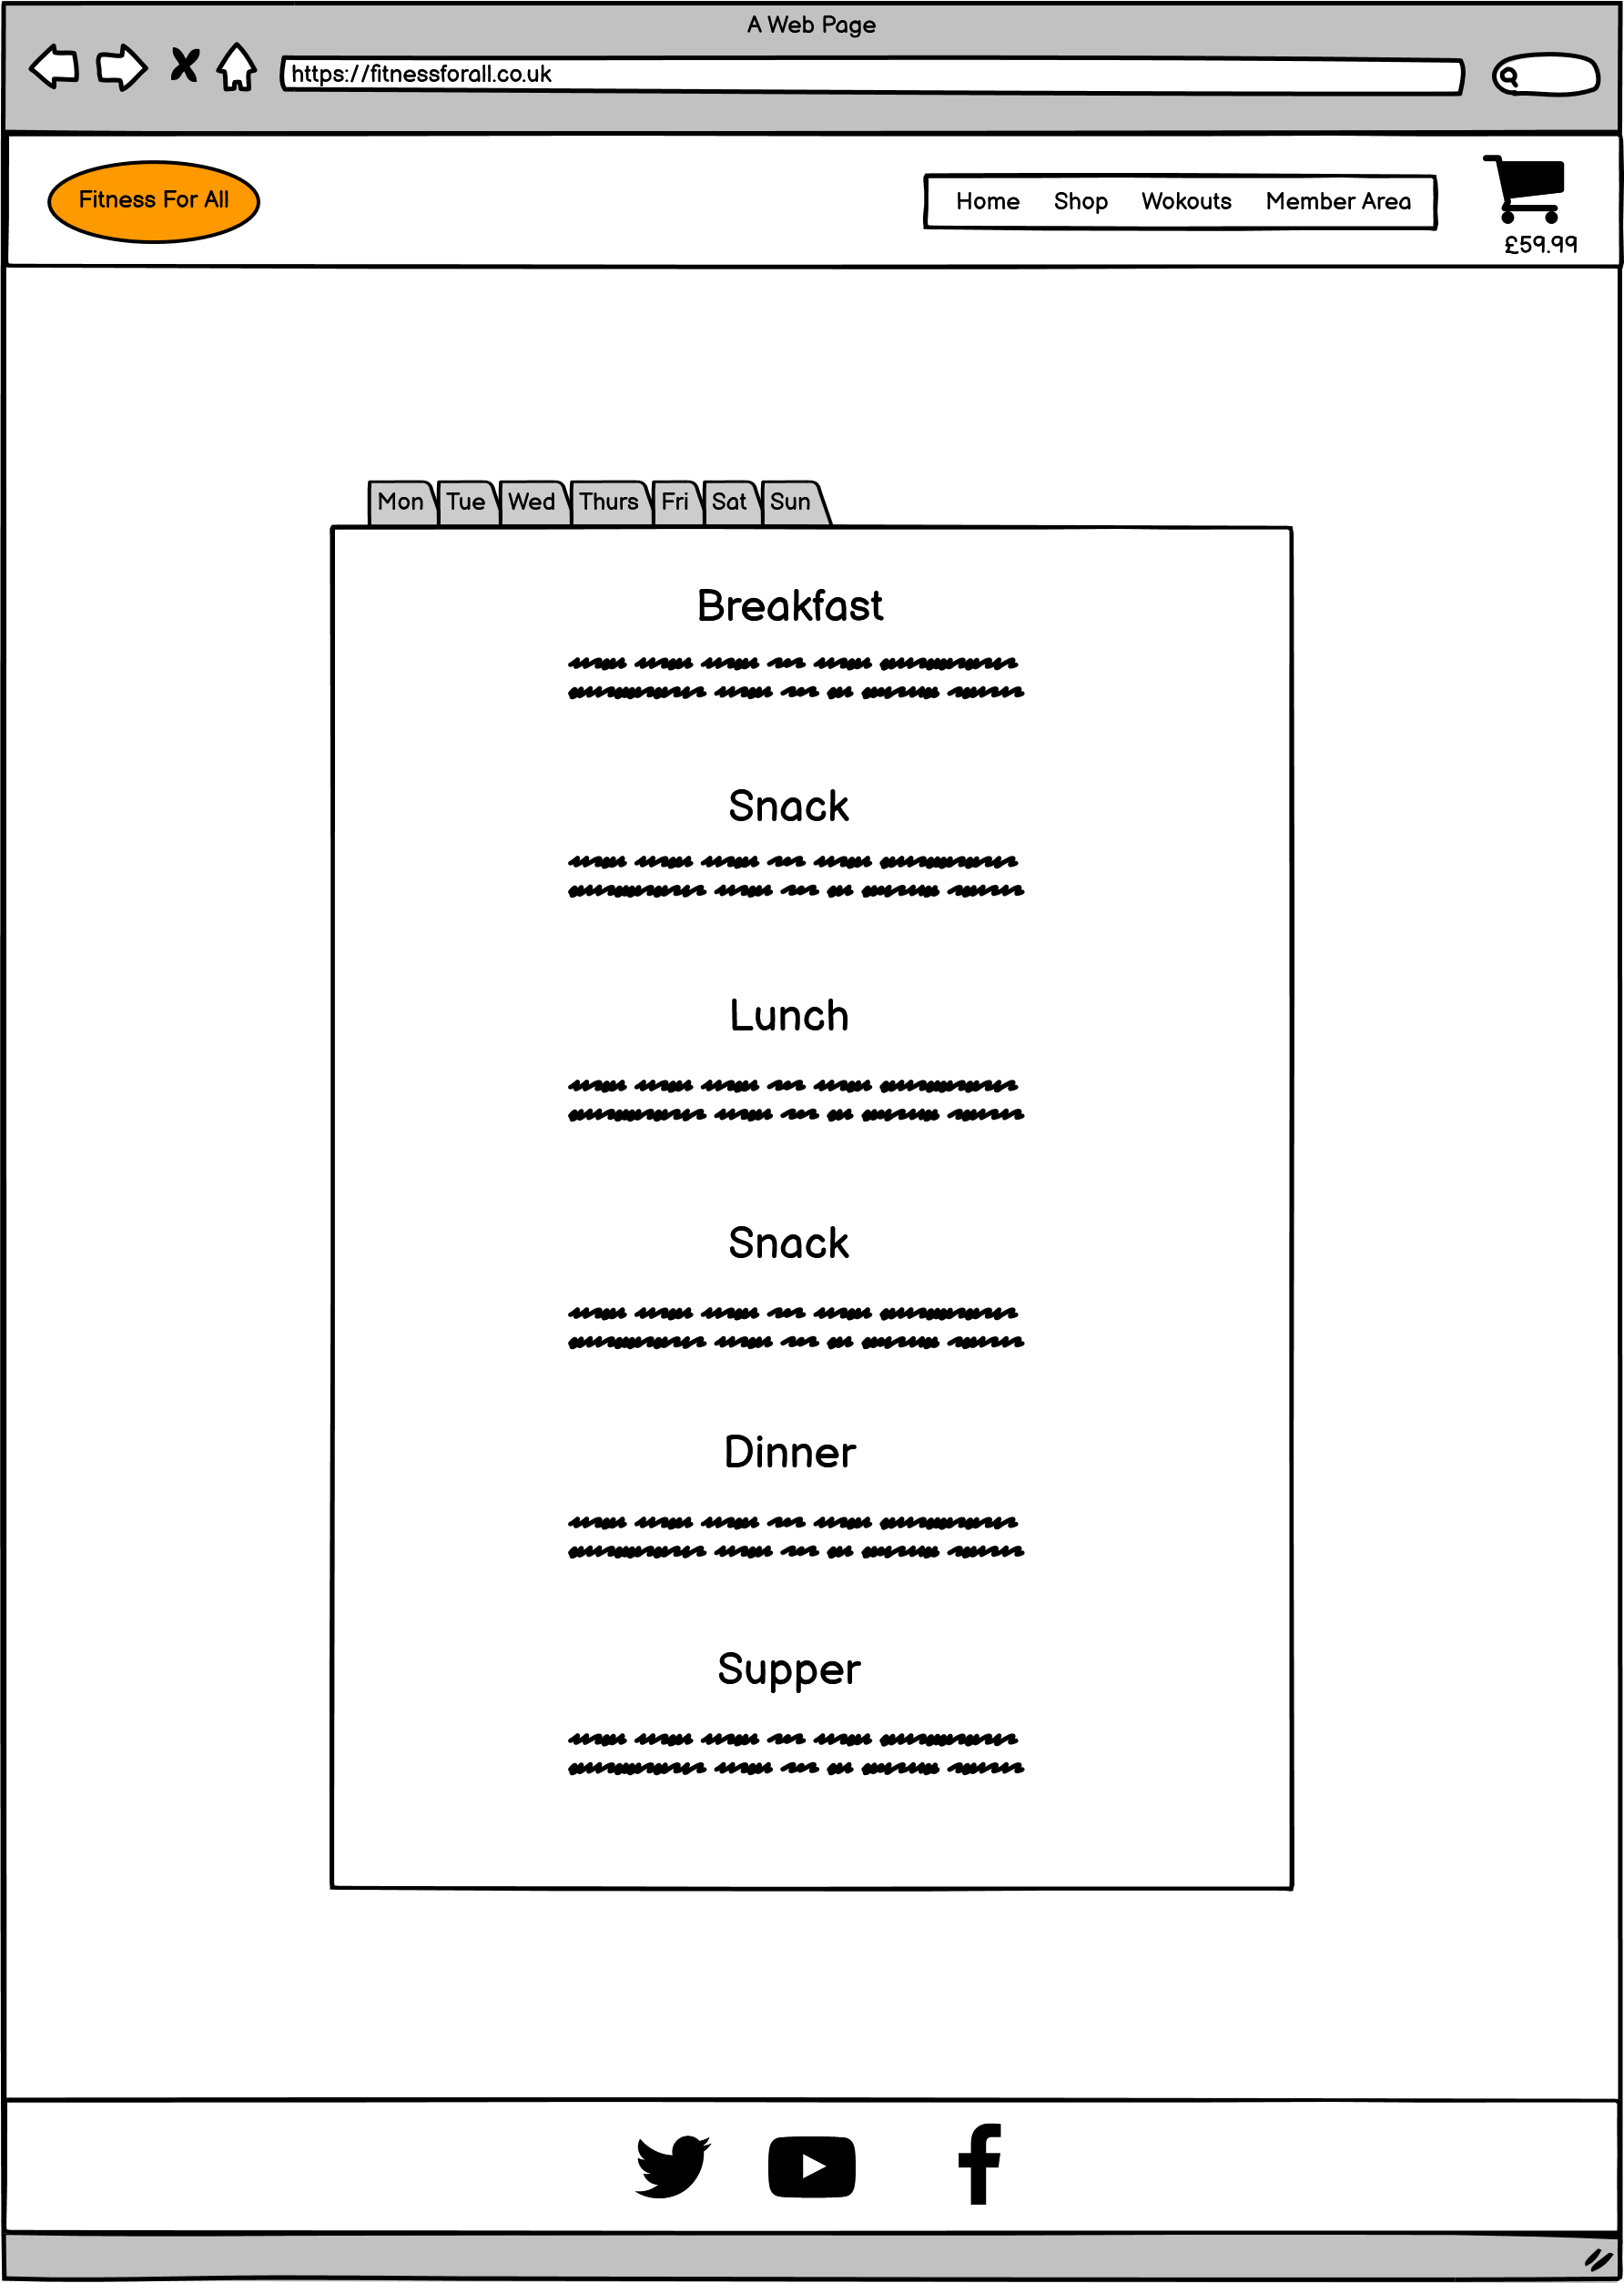 A Web Page
https://fitnessforall.co.uk
Fitness For All
Home Shop Wokouts Member Area
£59.99
Mon Tue Wed Thurs Fri Sat Sun
Breakfast
Snack
Lunch
Snack
Dinner
Supper